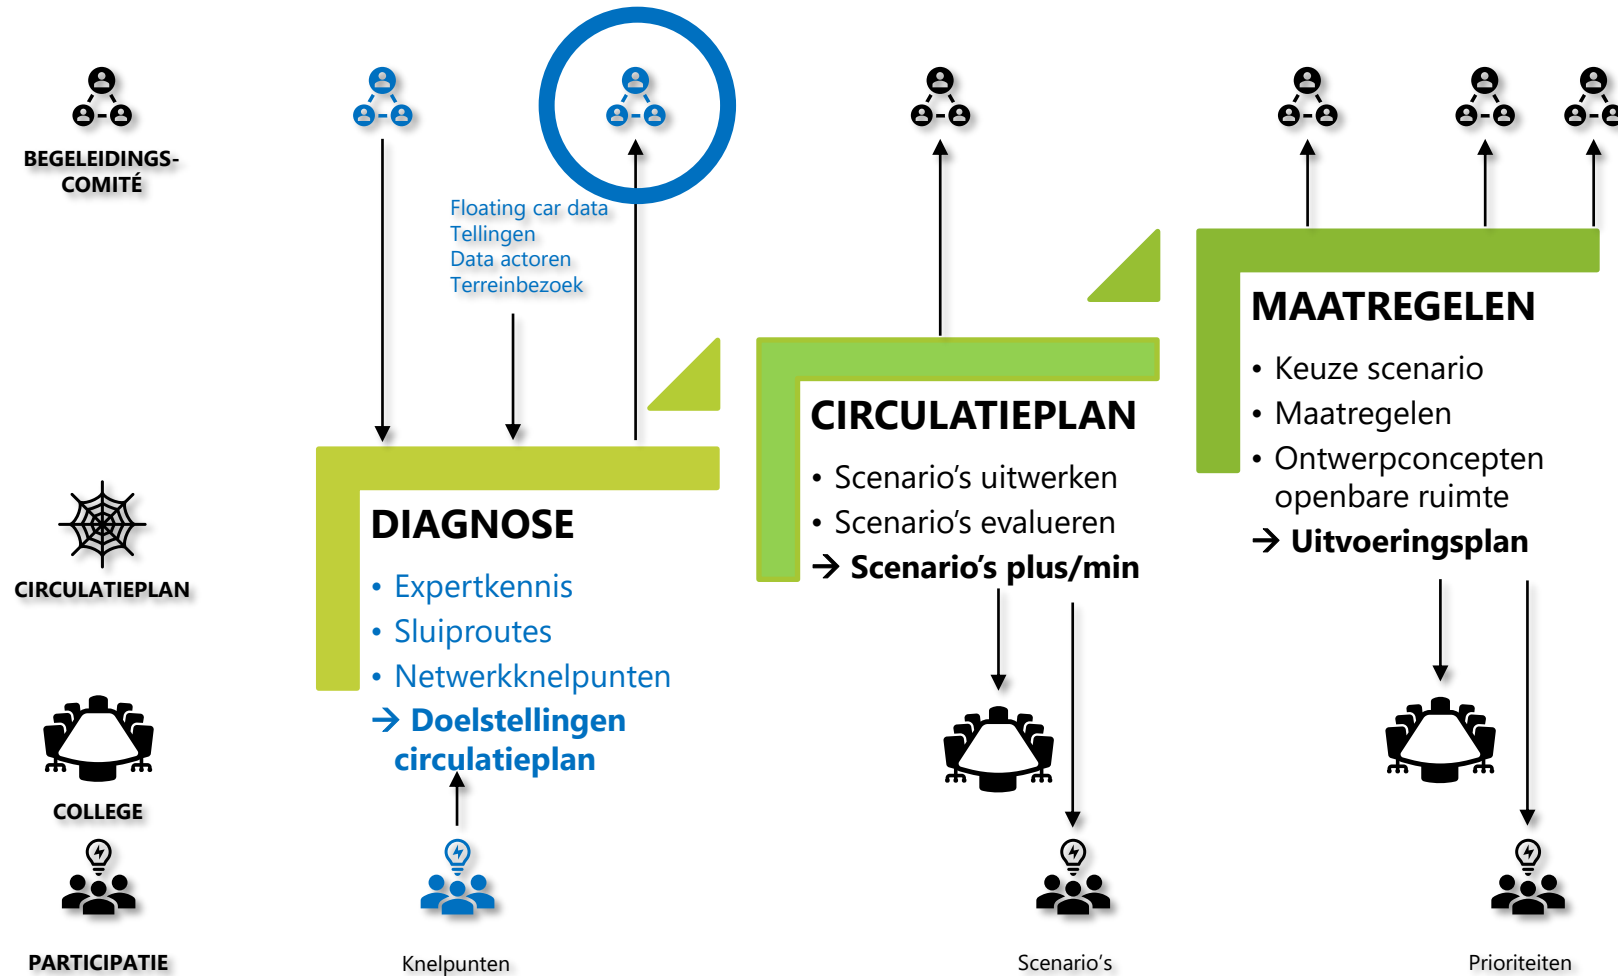 BEGELEIDINGS-
COMITÉ
Floating car data
Tellingen
Data actoren
Terreinbezoek
CIRCULATIEPLAN
COLLEGE
PARTICIPATIE
DIAGNOSE
• Expertkennis
• Sluiproutes
• Netwerkknelpunten
→ Doelstellingen
circulatieplan
Knelpunten
CIRCULATIEPLAN
• Scenario’s uitwerken
• Scenario’s evalueren
→ Scenario’s plus/min
Scenario’s
MAATREGELEN
• Keuze scenario
• Maatregelen
• Ontwerpconcepten
openbare ruimte
→ Uitvoeringsplan
Prioriteiten